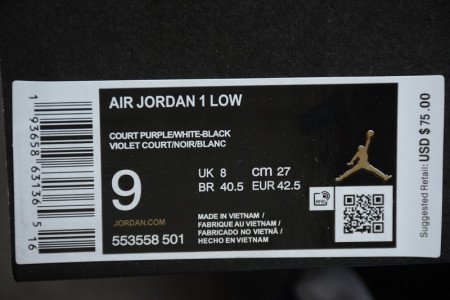 AIR JORDAN 1 LOW
COURT PURPLE/WHITE-BLACK
VIOLET COURT/NOIR/BLANC
9
UK 8 cm 27
BR 40.5 EUR 42.5
JORDAN.COM
553558 501
MADE IN VIETNAM /
FABRIQUE AU VIETNAM /
FABRICADO NO VIETNÃ /
HECHO EN VIETNAM
1 93658 63136 5 16
Suggested Retail: USD $ 75.00